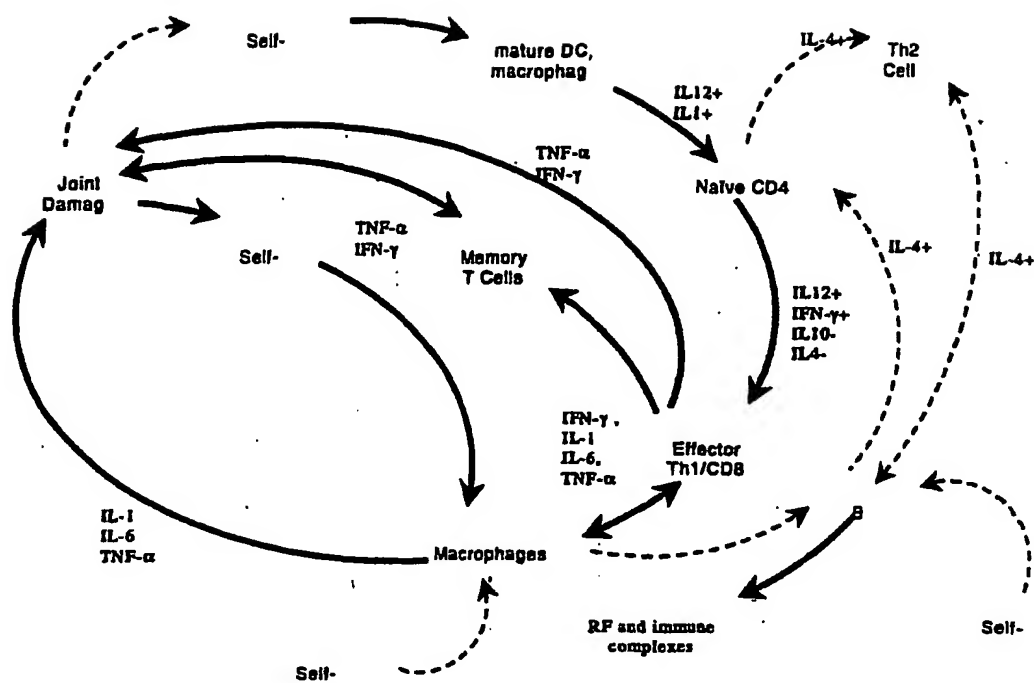 Self-
mature DC,
macrophag
IL-4+
Th2
Cell
IL12+
IL1+
TNF-α
IFN-γ
Naïve CD4
Joint
Damag
TNF-α
IFN-γ
Self-
Memory
T Cells
IL-4+
IL-4+
IL12+
IFN-γ+
IL10-
IL4-
IFN-γ,
IL-1
IL-6,
TNF-α
Effector
Th1/CD8
IL-1
IL-6
TNF-α
Macrophages
B
RF and immune
complexes
Self-
Self-